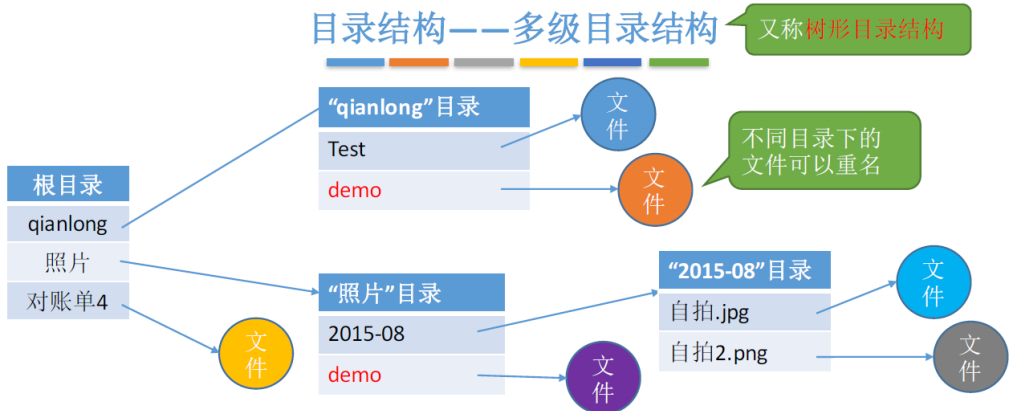 目录结构——多级目录结构
又称树形目录结构
“qianlong”目录
Test
demo
文
件
文
件
不同目录下的
文件可以重名
根目录
qianlong
照片
对账单4
文
件
“照片”目录
2015-08
demo
文
件
“2015-08”目录
自拍.jpg
自拍2.png
文
件
文
件